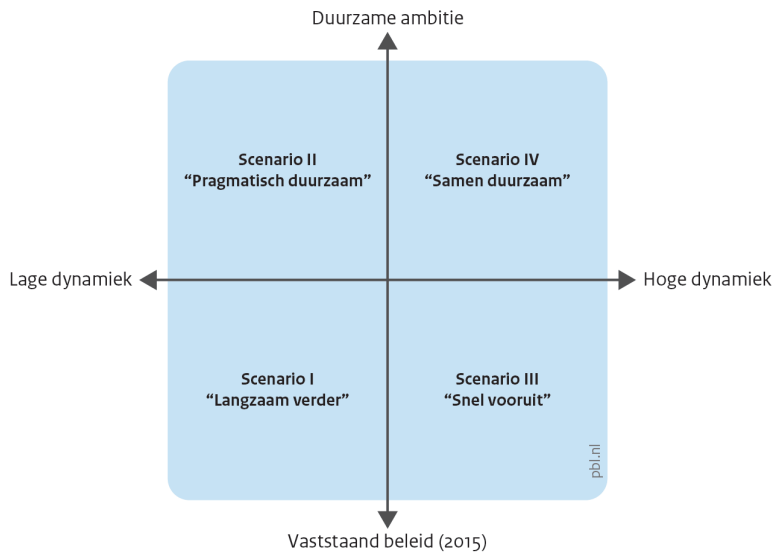 Duurzame ambitie
Scenario II
“Pragmatisch duurzaam”
Scenario IV
“Samen duurzaam”
Lage dynamiek
Hoge dynamiek
Scenario I
“Langzaam verder”
Scenario III
“Snel vooruit”
pbl.nl
Vaststaand beleid (2015)